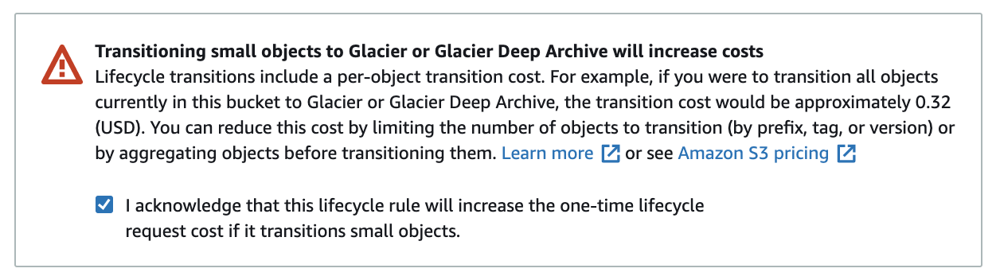 Transitioning small objects to Glacier or Glacier Deep Archive will increase costs
Lifecycle transitions include a per-object transition cost. For example, if you were to transition all objects
currently in this bucket to Glacier or Glacier Deep Archive, the transition cost would be approximately 0.32
(USD). You can reduce this cost by limiting the number of objects to transition (by prefix, tag, or version) or
by aggregating objects before transitioning them. Learn more or see Amazon S3 pricing
I acknowledge that this lifecycle rule will increase the one-time lifecycle
request cost if it transitions small objects.